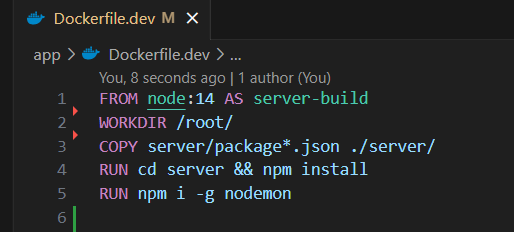 Dockerfile.dev M
app > Dockerfile.dev > ...
You, 8 seconds ago | 1 author (You)
1 FROM node:14 AS server-build
2 WORKDIR /root/
3 COPY server/package*.json ./server/
4 RUN cd server && npm install
5 RUN npm i -g nodemon
6